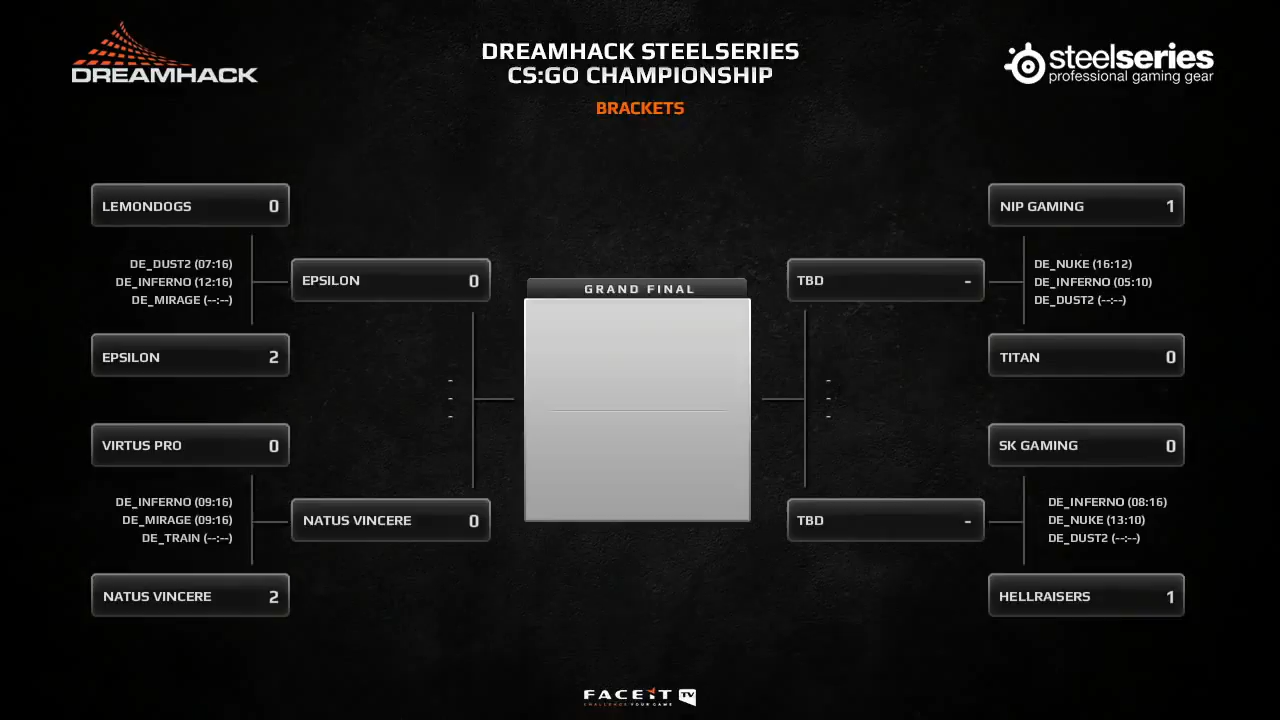 DREAMHACK
DREAMHACK STEELSERIES
CS:GO CHAMPIONSHIP
BRACKETS
steelseries
professional gaming gear
LEMONDOGS 0
DE_DUST2 (07:16)
DE_INFERNO (12:16)
DE_MIRAGE (--:--)
EPSILON 2
VIRTUS PRO 0
DE_INFERNO (09:16)
DE_MIRAGE (09:16)
DE_TRAIN (--:--)
NATUS VINCERE 2
EPSILON 0
-
-
-
NATUS VINCERE 0
GRAND FINAL
TBD -
-
-
-
TBD -
NIP GAMING 1
DE_NUKE (16:12)
DE_INFERNO (05:10)
DE_DUST2 (--:--)
TITAN 0
SK GAMING 0
DE_INFERNO (08:16)
DE_NUKE (13:10)
DE_DUST2 (--:--)
HELLRAISERS 1
FACEIT TV
CHALLENGE YOUR GAME